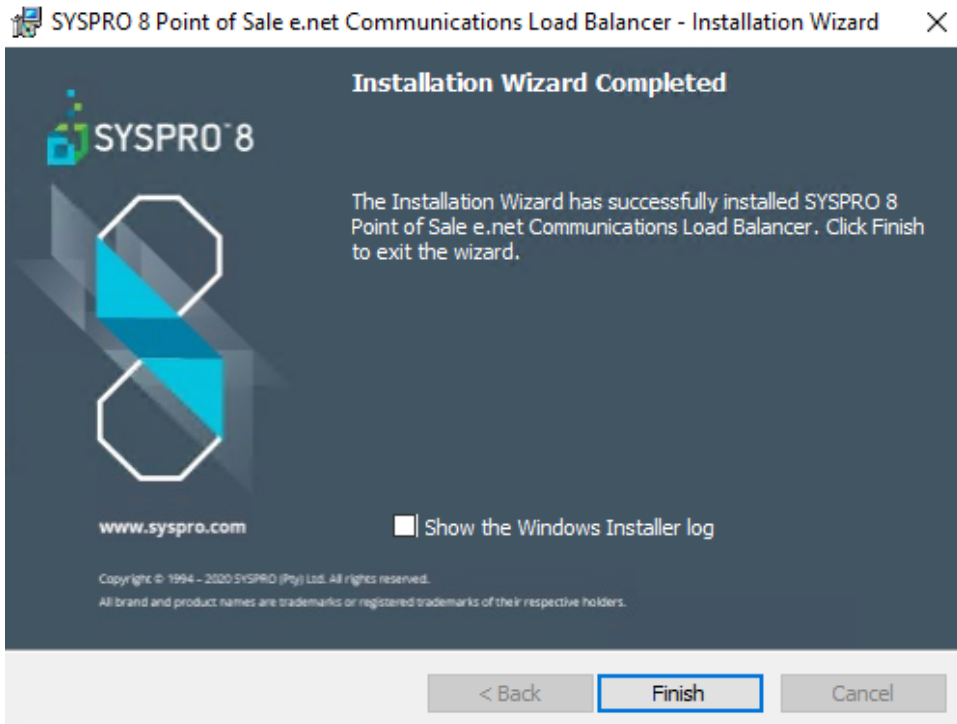 SYSPRO 8 Point of Sale e.net Communications Load Balancer - Installation Wizard
Installation Wizard Completed
SYSPRO™8
The Installation Wizard has successfully installed SYSPRO 8
Point of Sale e.net Communications Load Balancer. Click Finish
to exit the wizard.
www.syspro.com
Show the Windows Installer log
Copyright © 1994 – 2020 SYSPRO (Pty) Ltd. All rights reserved.
All brand and product names are trademarks or registered trademarks of their respective holders.
< Back
Finish
Cancel